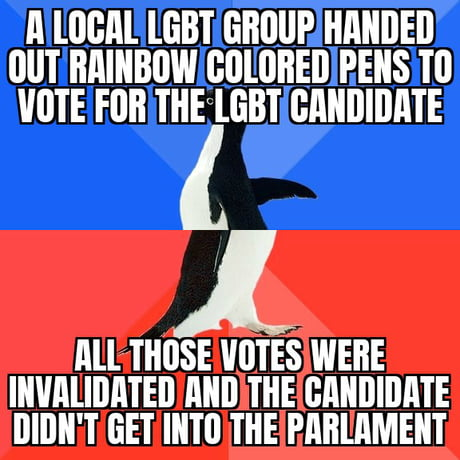 A LOCAL LGBT GROUP HANDED
OUT RAINBOW COLORED PENS TO
VOTE FOR THE LGBT CANDIDATE
ALL THOSE VOTES WERE
INVALIDATED AND THE CANDIDATE
DIDN'T GET INTO THE PARLAMENT